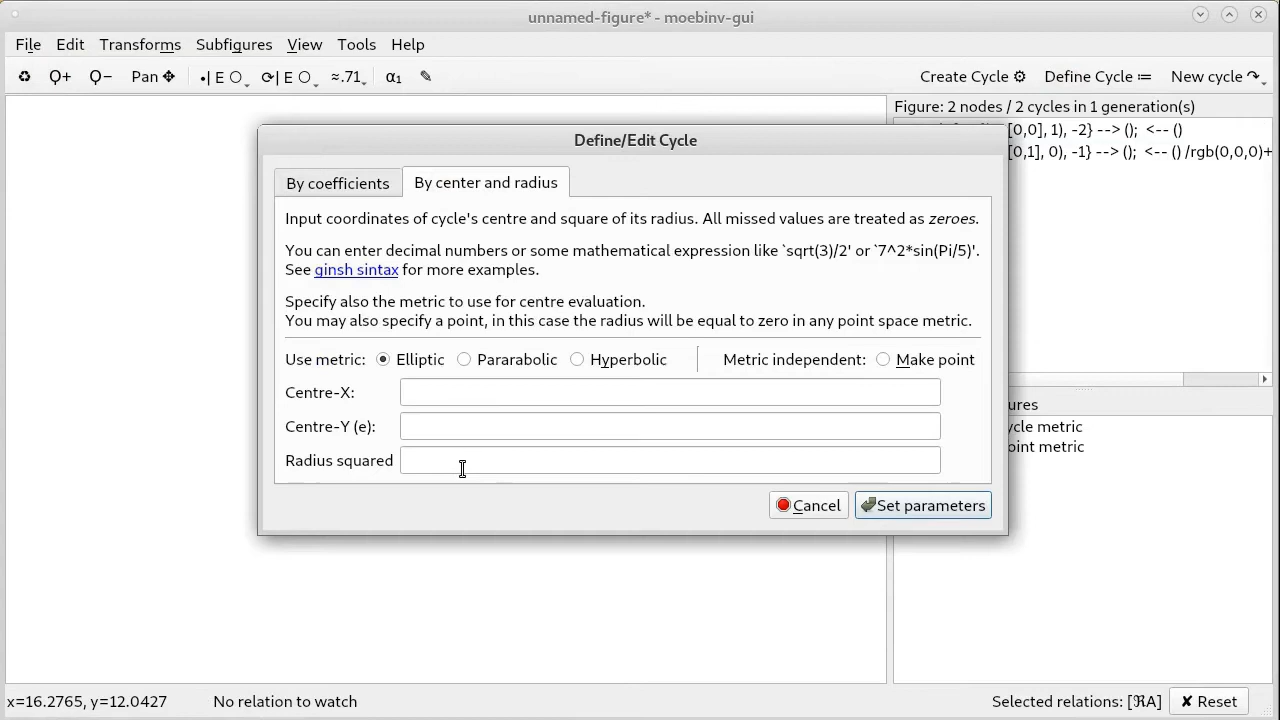 unnamed-figure* - moebinv-gui
File Edit Transforms Subfigures View Tools Help
Pan E E ≈.71 α₁ Create Cycle Define Cycle New cycle
Figure: 2 nodes / 2 cycles in 1 generation(s)
[0,0], 1), -2} --> (); <-- ()
[0,1], 0), -1} --> (); <-- () /rgb(0,0,0)+
Define/Edit Cycle
By coefficients By center and radius
Input coordinates of cycle's centre and square of its radius. All missed values are treated as zeroes.
You can enter decimal numbers or some mathematical expression like `sqrt(3)/2' or `7^2*sin(Pi/5)'.
See ginsh sintax for more examples.
Specify also the metric to use for centre evaluation.
You may also specify a point, in this case the radius will be equal to zero in any point space metric.
Use metric: Elliptic Pararabolic Hyperbolic Metric independent: Make point
Centre-X:
Centre-Y (e):
Radius squared
Cancel Set parameters
ures
ycle metric
oint metric
x=16.2765, y=12.0427 No relation to watch Selected relations: [ℜA] ✘ Reset